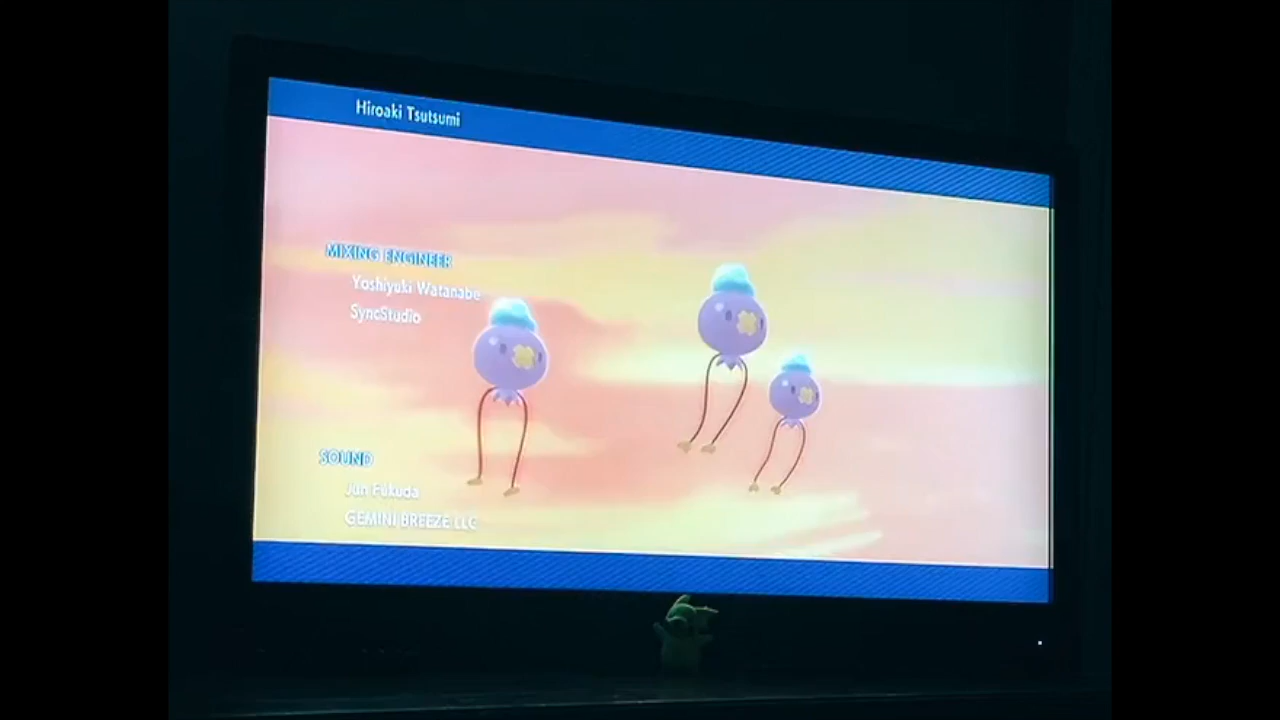 Hiroaki Tsutsumi
MIXING ENGINEER
Yoshiyuki Watanabe
SyncStudio
SOUND
Jun Fukuda
GEMINI BREEZE LLC